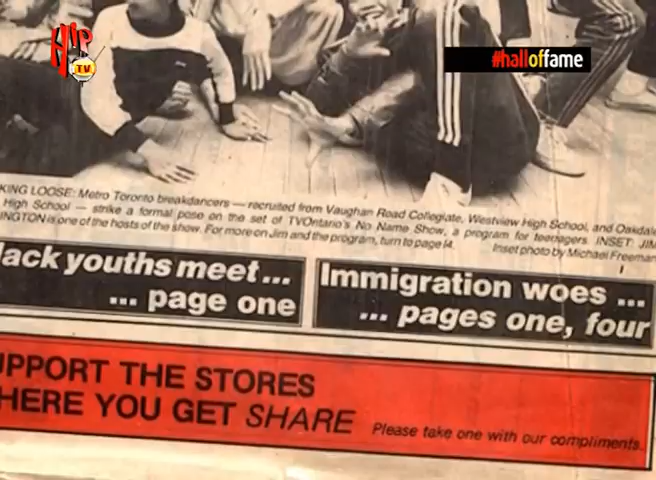 HIP
TV
#halloffame
KING LOOSE: Metro Toronto breakdancers — recruited from Vaughan Road Collegiate, Westview High School, and Oakdale
High School — strike a formal pose on the set of TVOntario's No Name Show, a program for teenagers. INSET: JIM
INGTON is one of the hosts of the show. For more on Jim and the program, turn to page 14. Inset photo by Michael Freeman
lack youths meet...
... page one
Immigration woes ...
... pages one, four
UPPORT THE STORES
HERE YOU GET SHARE
Please take one with our compliments.